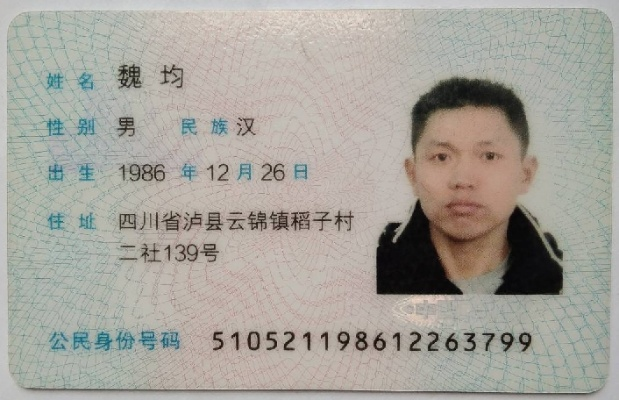 姓名 魏均
性别 男 民族 汉
出生 1986 年 12 月 26 日
住址 四川省泸县云锦镇稻子村
二社139号
公民身份号码 510521198612263799